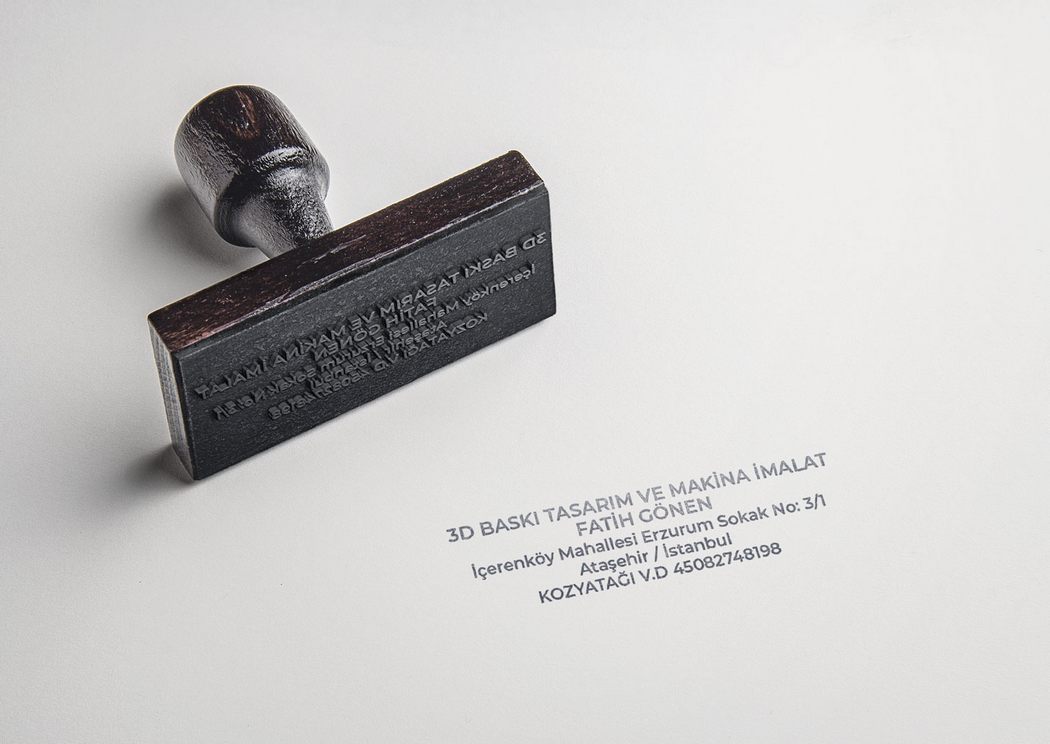 3D BASKI TASARIM VE MAKİNA İMALAT
FATİH GÖNEN
İçerenköy Mahallesi Erzurum Sokak No: 3/1
Ataşehir / İstanbul
KOZYATAĞI V.D 45082748198